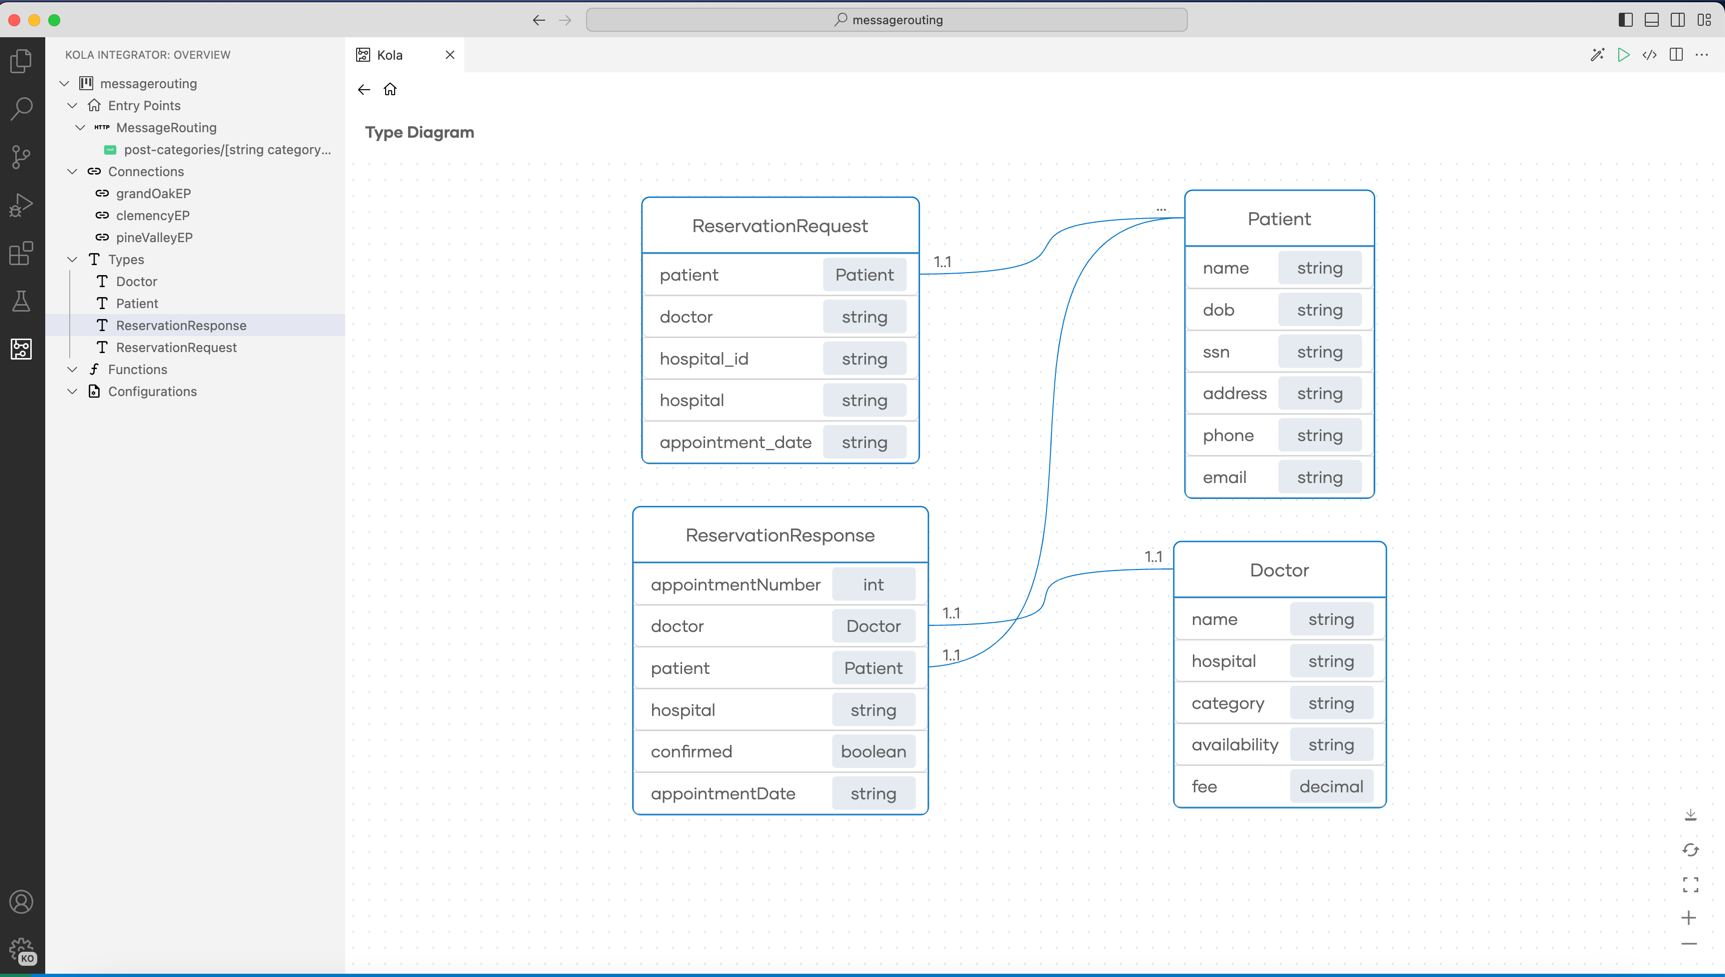 messagerouting
KOLA INTEGRATOR: OVERVIEW
Kola
messagerouting
Entry Points
HTTP MessageRouting
post-categories/[string category...
Connections
grandOakEP
clemencyEP
pineValleyEP
Types
Doctor
Patient
ReservationResponse
ReservationRequest
Functions
Configurations
KO
Type Diagram
ReservationRequest
patient Patient
doctor string
hospital_id string
hospital string
appointment_date string
1..1
...
Patient
name string
dob string
ssn string
address string
phone string
email string
ReservationResponse
appointmentNumber int
doctor Doctor
patient Patient
hospital string
confirmed boolean
appointmentDate string
1..1
1..1
1..1
Doctor
name string
hospital string
category string
availability string
fee decimal